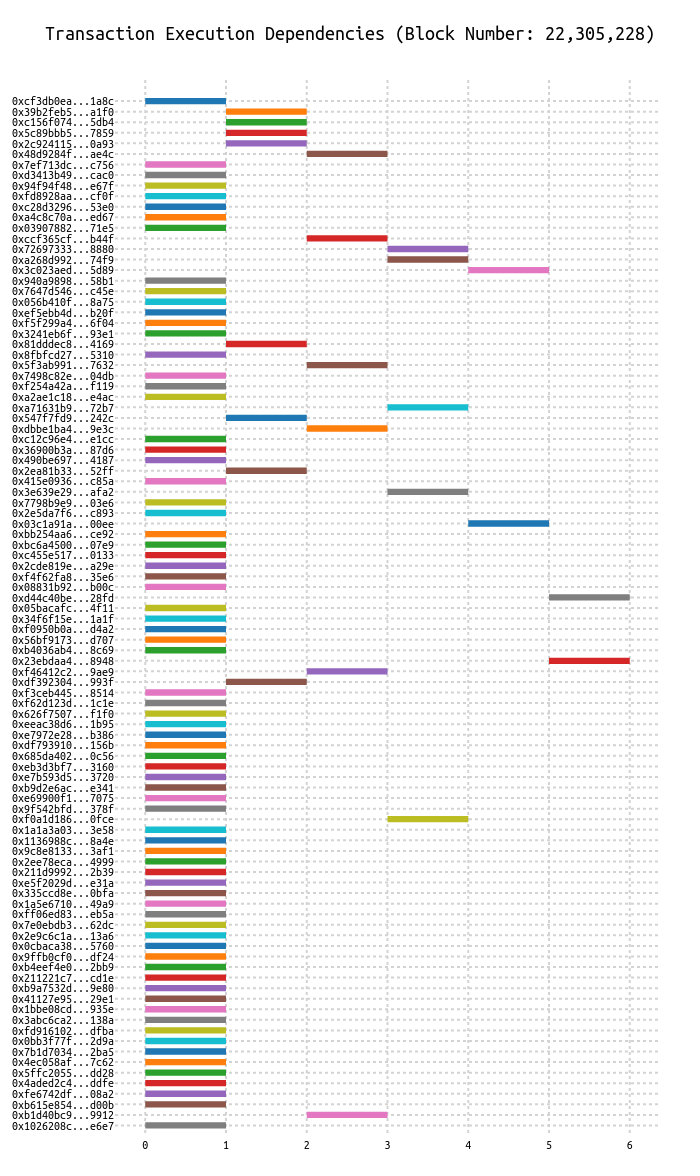 Transaction Execution Dependencies (Block Number: 22,305,228)
0xcf3db0ea...1a8c
0x39b2feb5...a1f0
0xc156f074...5db4
0x5c89bbb5...7859
0x2c924115...0a93
0x48d9284f...ae4c
0x7ef713dc...c756
0xd3413b49...cac0
0x94f94f48...e67f
0xfd8928aa...cf0f
0xc28d3296...53e0
0xa4c8c70a...ed67
0x03907882...71e5
0xccf365cf...b44f
0x72697333...8880
0xa268d992...74f9
0x3c023aed...5d89
0x940a9898...58b1
0x7647d546...c45e
0x056b410f...8a75
0xef5ebb4d...b20f
0xf5f299a4...6f04
0x3241eb6f...93e1
0x81dddec8...4169
0x8fbfcd27...5310
0x5f3ab991...7632
0x7498c82e...04db
0xf254a42a...f119
0xa2ae1c18...e4ac
0xa71631b9...72b7
0x547f7fd9...242c
0xdbbe1ba4...9e3c
0xc12c96e4...e1cc
0x36900b3a...87d6
0x490be697...4187
0x2ea81b33...52ff
0x415e0936...c85a
0x3e639e29...afa2
0x7798b9e9...03e6
0x2e5da7f6...c893
0x03c1a91a...00ee
0xbb254aa6...ce92
0xbc6a4500...07e9
0xc455e517...0133
0x2cde819e...a29e
0xf4f62fa8...35e6
0x08831b92...b00c
0xd44c40be...28fd
0x05bacafc...4f11
0x34f6f15e...1a1f
0xf0950b0a...d4a2
0x56bf9173...d707
0xb4036ab4...8c69
0x23ebdaa4...8948
0xf46412c2...9ae9
0xdf392304...993f
0xf3ceb445...8514
0xf62d123d...1c1e
0x626f7507...f1f0
0xeeac38d6...1b95
0xe7972e28...b386
0xdf793910...156b
0x685da402...0c56
0xeb3d3bf7...3160
0xe7b593d5...3720
0xb9d2e6ac...e341
0xe69900f1...7075
0x9f542bfd...378f
0xf0a1d186...0fce
0x1a1a3a03...3e58
0x1136988c...8a4e
0x9c8e8133...3af1
0x2ee78eca...4999
0x211d9992...2b39
0xe5f2029d...e31a
0x335ccd8e...0bfa
0x1a5e6710...49a9
0xff06ed83...eb5a
0x7e0ebdb3...62dc
0x2e9c6c1a...13a6
0x0cbaca38...5760
0x9ffb0cf0...df24
0xb4eef4e0...2bb9
0x211221c7...cd1e
0xb9a7532d...9e80
0x41127e95...29e1
0x1bbe08cd...935e
0x3abc6ca2...138a
0xfd916102...dfba
0x0bb3f77f...2d9a
0x7b1d7034...2ba5
0x4ec058af...7c62
0x5ffc2055...dd28
0x4aded2c4...ddfe
0xfe6742df...08a2
0xb615e854...d00b
0xb1d40bc9...9912
0x1026208c...e6e7
0 1 2 3 4 5 6